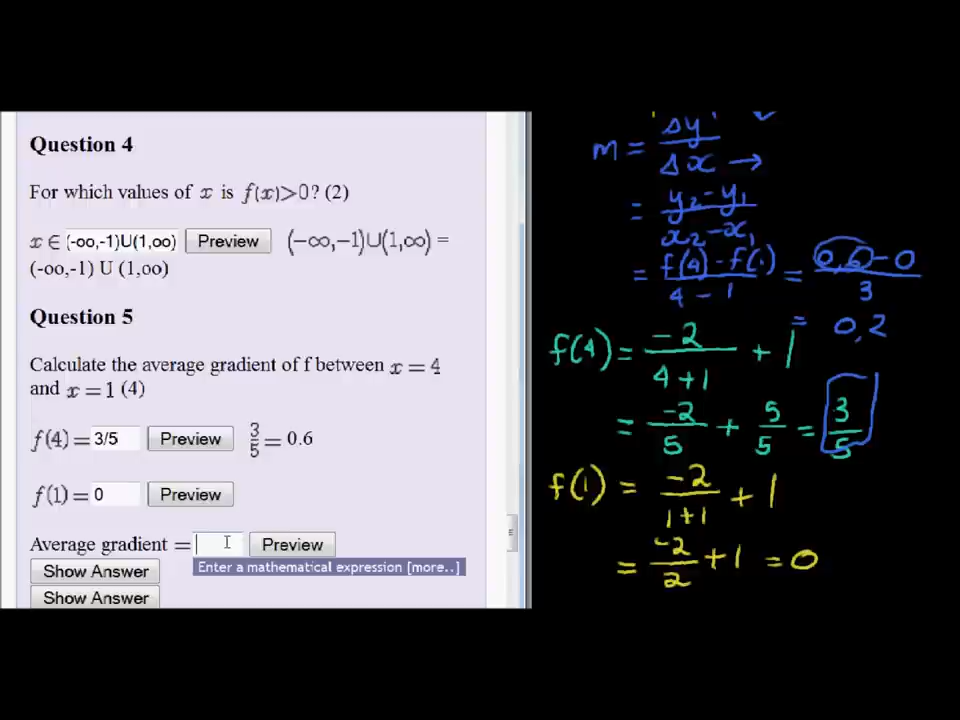 Question 4
For which values of x is f(x)>0? (2)
x ∈ (-oo,-1)U(1,oo) Preview (−∞,−1)∪(1,∞) =
(-oo,-1) U (1,oo)
Question 5
Calculate the average gradient of f between x = 4
and x = 1 (4)
f(4) = 3/5 Preview 3/5 = 0.6
f(1) = 0 Preview
Average gradient = Preview
Enter a mathematical expression [more..]
Show Answer
Show Answer
m = Δy/Δx →
= y₂-y₁/x₂-x₁
= f(4)-f(1)/4-1 = 0,6-0/3
= 0,2
f(4) = -2/4+1 + 1
= -2/5 + 5/5 = 3/5
f(1) = -2/1+1 + 1
= -2/2 + 1 = 0